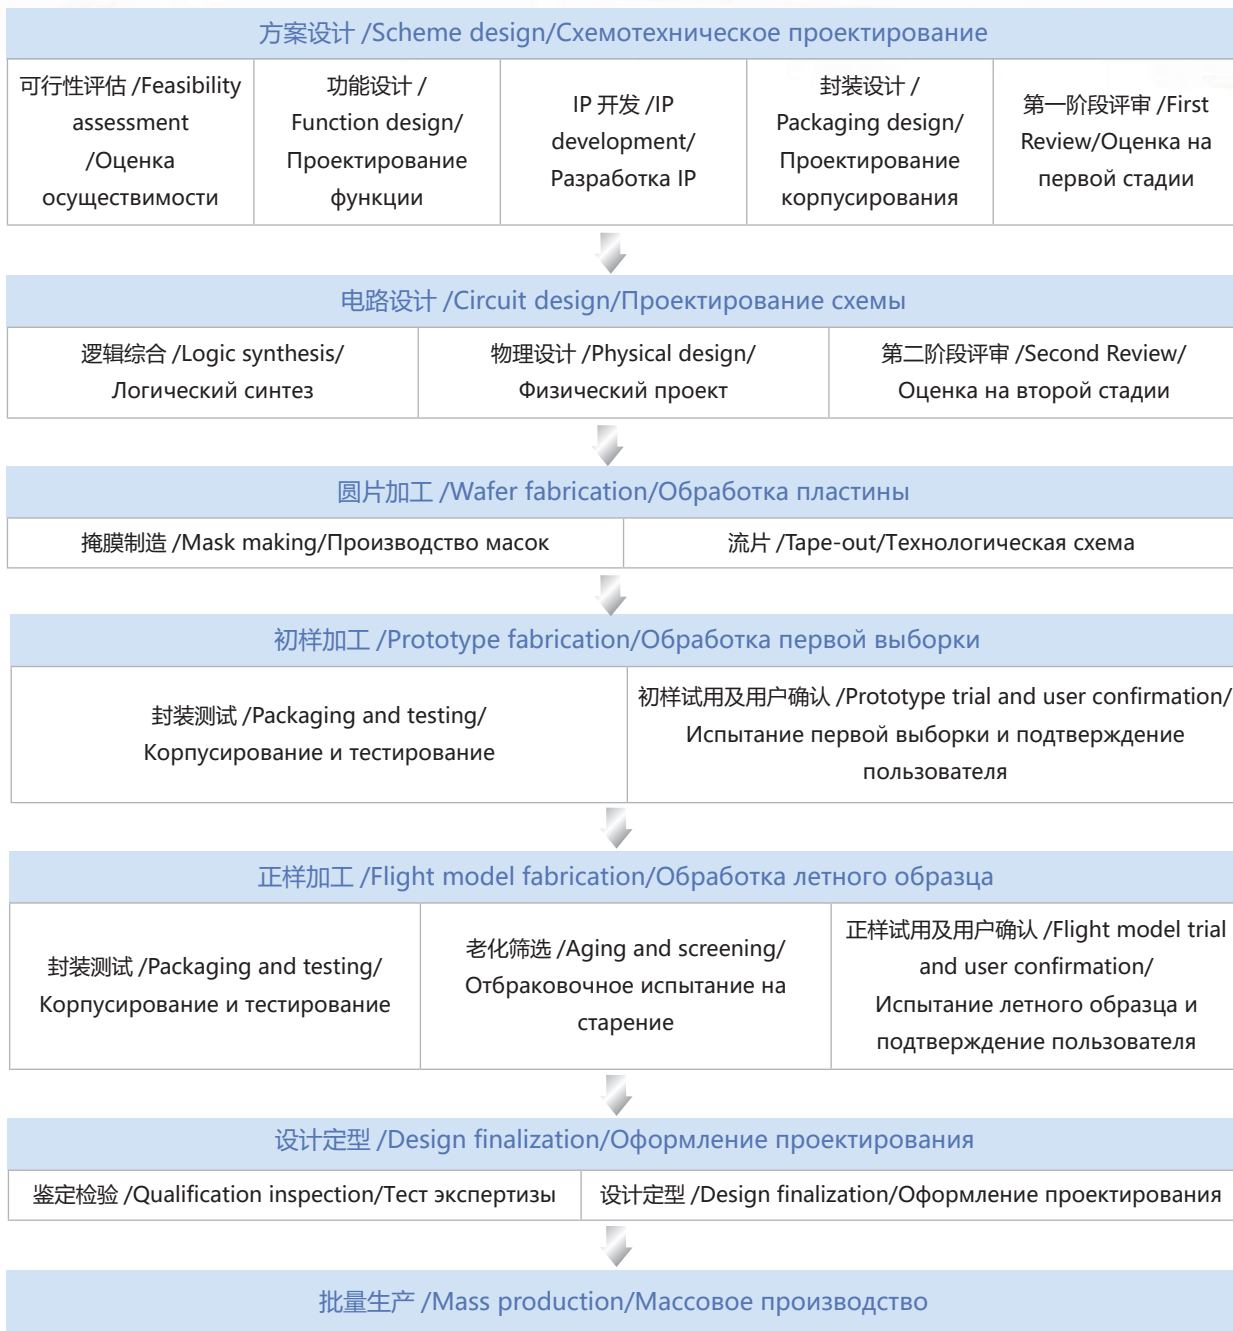 方案设计 /Scheme design/Схемотехническое проектирование
可行性评估 /Feasibility
assessment
/Оценка
осуществимости
功能设计 /
Function design/
Проектирование
функции
IP 开发 /IP
development/
Разработка IP
封装设计 /
Packaging design/
Проектирование
корпусирования
第一阶段评审 /First
Review/Оценка на
первой стадии
电路设计 /Circuit design/Проектирование схемы
逻辑综合 /Logic synthesis/
Логический синтез
物理设计 /Physical design/
Физический проект
第二阶段评审 /Second Review/
Оценка на второй стадии
圆片加工 /Wafer fabrication/Обработка пластины
掩膜制造 /Mask making/Производство масок
流片 /Tape-out/Технологическая схема
初样加工 /Prototype fabrication/Обработка первой выборки
封装测试 /Packaging and testing/
Корпусирование и тестирование
初样试用及用户确认 /Prototype trial and user confirmation/
Испытание первой выборки и подтверждение
пользователя
正样加工 /Flight model fabrication/Обработка летного образца
封装测试 /Packaging and testing/
Корпусирование и тестирование
老化筛选 /Aging and screening/
Отбраковочное испытание на
старение
正样试用及用户确认 /Flight model trial
and user confirmation/
Испытание летного образца и
подтверждение пользователя
设计定型 /Design finalization/Оформление проектирования
鉴定检验 /Qualification inspection/Тест экспертизы
设计定型 /Design finalization/Оформление проектирования
批量生产 /Mass production/Массовое производство